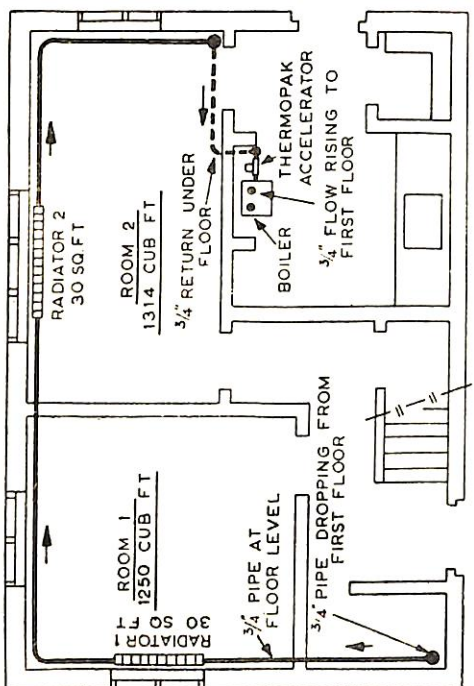 RADIATOR 2
30 SQ.FT
ROOM 2
1314 CUB FT
3/4" RETURN UNDER
FLOOR
BOILER
THERMOPAK
ACCELERATOR
3/4" FLOW RISING TO
FIRST FLOOR
ROOM 1
1250 CUB FT
RADIATOR 1
30 SQ FT
3/4" PIPE AT
FLOOR LEVEL
3/4" PIPE DROPPING FROM
FIRST FLOOR